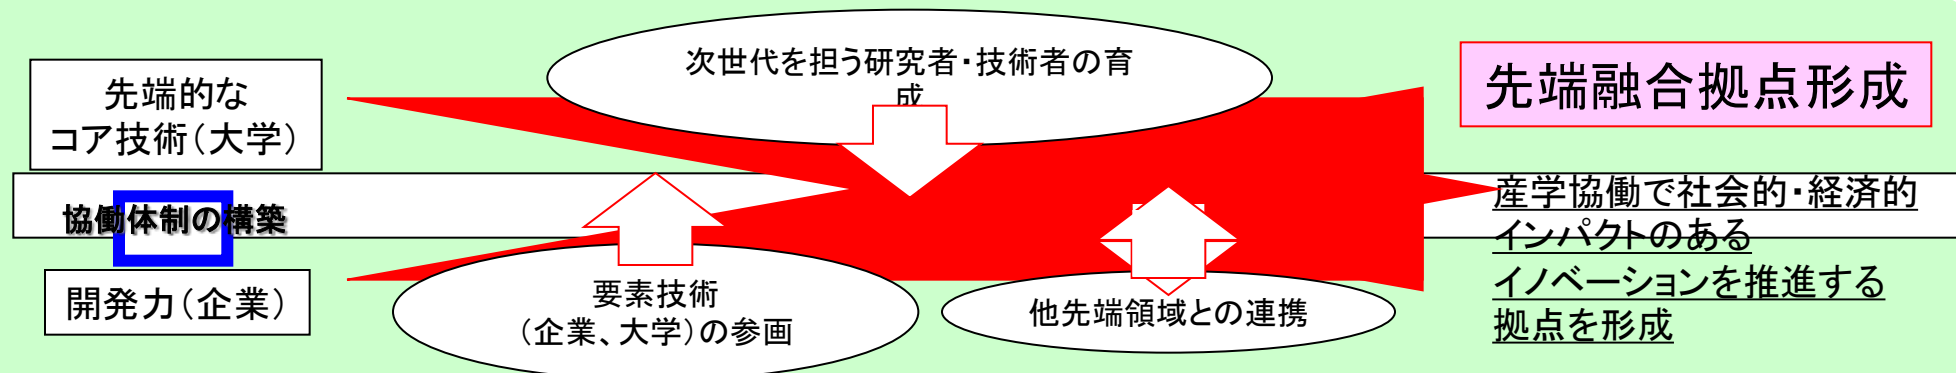 先端的な
コア技術（大学）
協働体制の構築
開発力（企業）
次世代を担う研究者・技術者の育
成
要素技術
（企業、大学）の参画
他先端領域との連携
先端融合拠点形成
産学協働で社会的・経済的
インパクトのある
イノベーションを推進する
拠点を形成